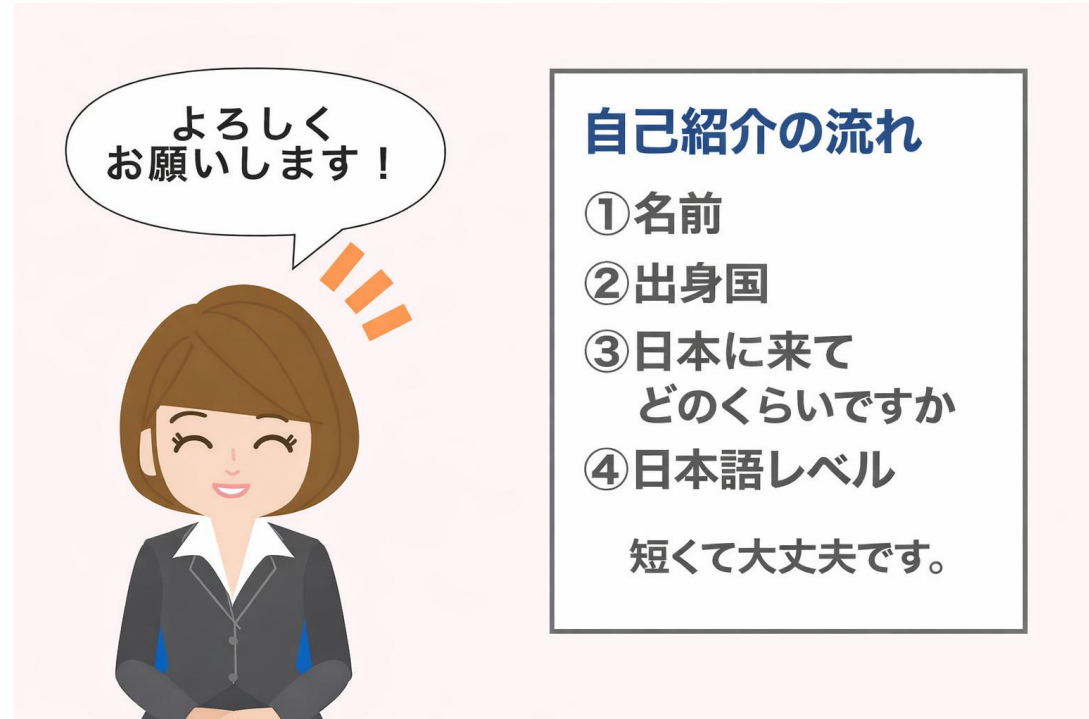 よろしく
お願いします！
自己紹介の流れ
①名前
②出身国
③日本に来て
どのくらいですか
④日本語レベル
短くて大丈夫です。